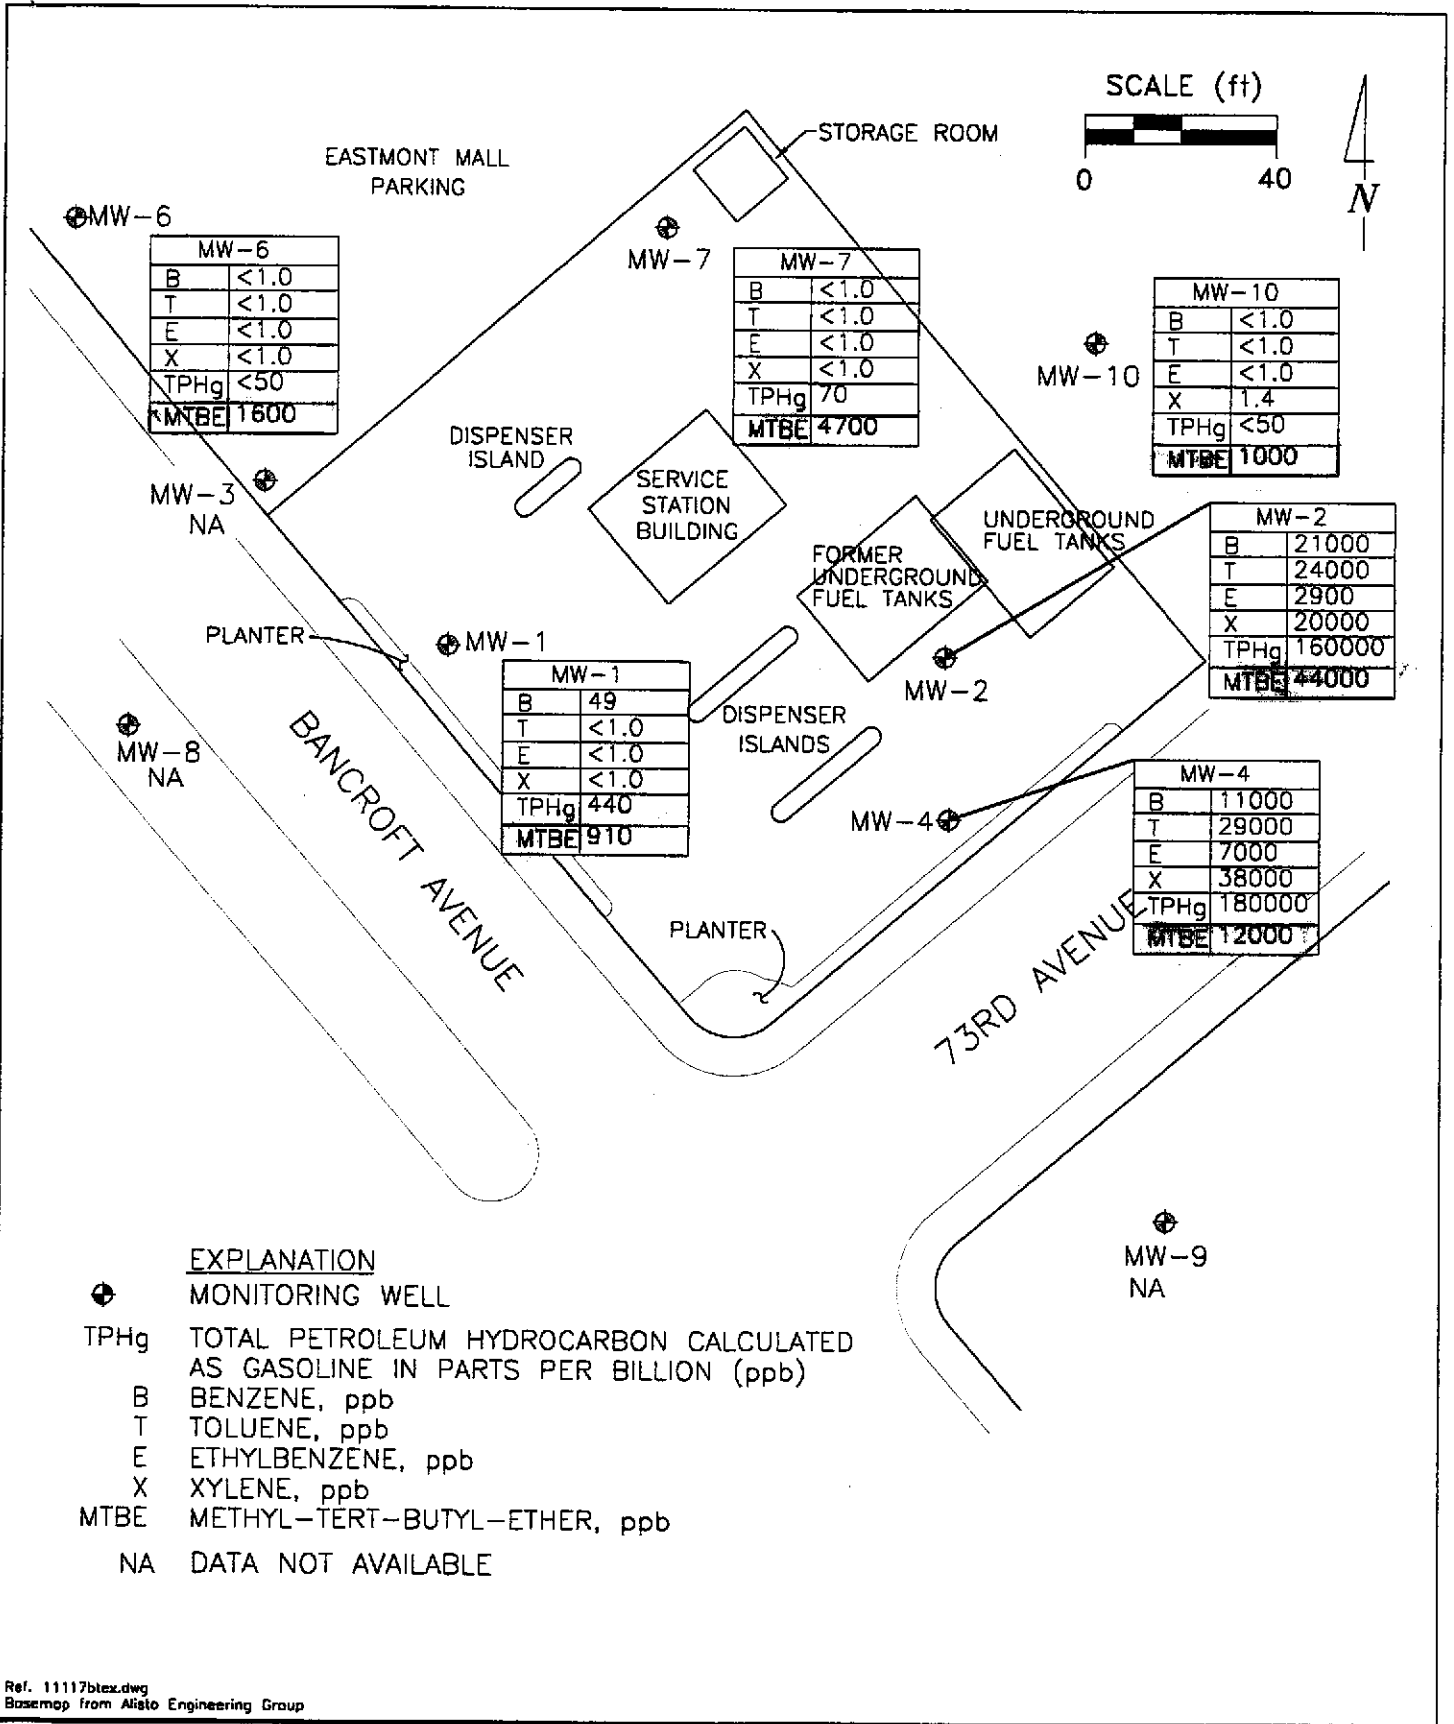 SCALE (ft)
0 40
N
STORAGE ROOM
EASTMONT MALL
PARKING
MW-6
MW-6
B <1.0
T <1.0
E <1.0
X <1.0
TPHg <50
MTBE 1600
MW-7
MW-7
B <1.0
T <1.0
E <1.0
X <1.0
TPHg 70
MTBE 4700
MW-10
MW-10
B <1.0
T <1.0
E <1.0
X 1.4
TPHg <50
MTBE 1000
DISPENSER
ISLAND
MW-3
NA
SERVICE
STATION
BUILDING
UNDERGROUND
FUEL TANKS
FORMER
UNDERGROUND
FUEL TANKS
MW-2
B 21000
T 24000
E 2900
X 20000
TPHg 160000
MTBE 44000
MW-2
PLANTER
MW-1
MW-1
B 49
T <1.0
E <1.0
X <1.0
TPHg 440
MTBE 910
DISPENSER
ISLANDS
MW-8
NA
BANCROFT AVENUE
MW-4
MW-4
B 11000
T 29000
E 7000
X 38000
TPHg 180000
MTBE 12000
PLANTER
73RD AVENUE
MW-9
NA
EXPLANATION
MONITORING WELL
TPHg TOTAL PETROLEUM HYDROCARBON CALCULATED
AS GASOLINE IN PARTS PER BILLION (ppb)
B BENZENE, ppb
T TOLUENE, ppb
E ETHYLBENZENE, ppb
X XYLENE, ppb
MTBE METHYL-TERT-BUTYL-ETHER, ppb
NA DATA NOT AVAILABLE
Ref. 11117btex.dwg
Basemap from Alisto Engineering Group